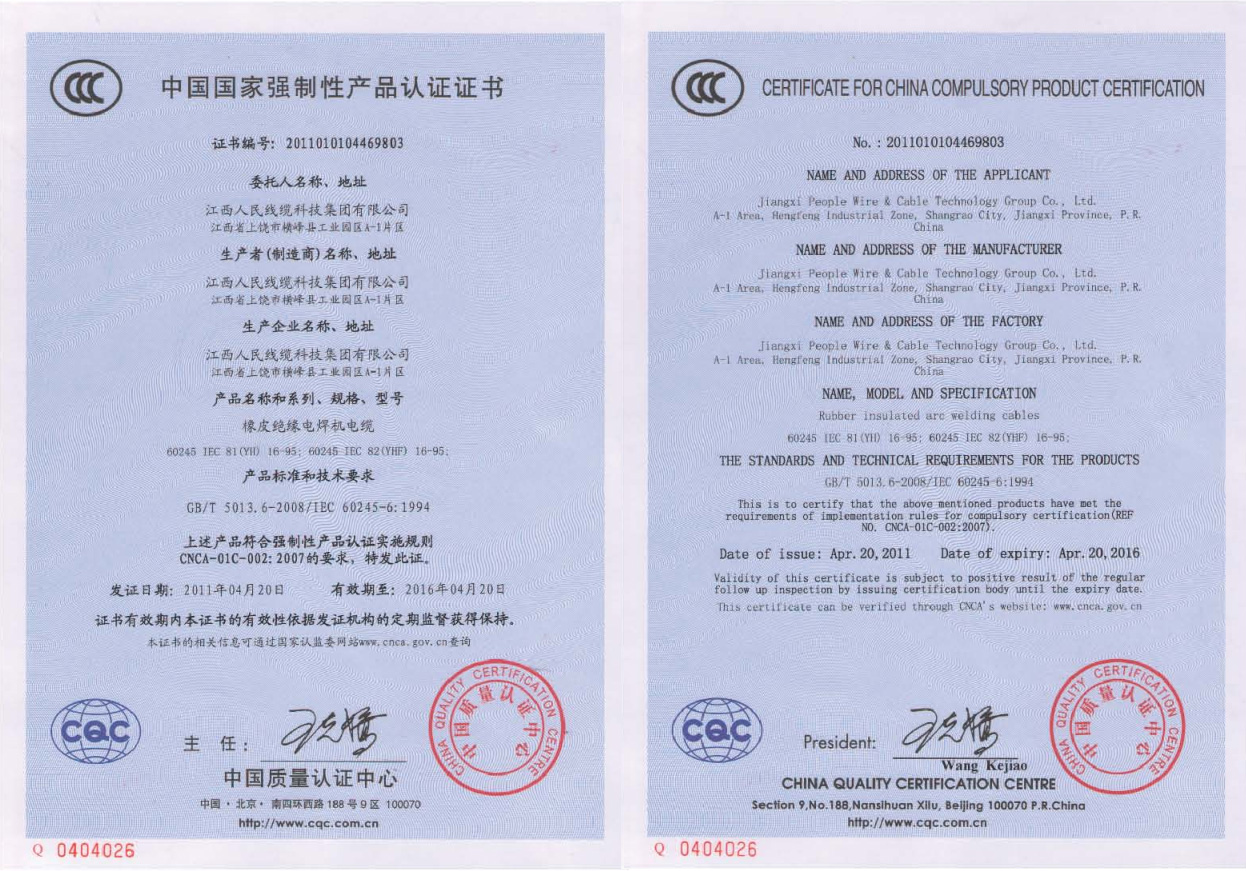 中国国家强制性产品认证证书
证书编号: 2011010104469803
委托人名称、地址
江西人民线缆科技集团有限公司
江西省上饶市横峰县工业园区A-1片区
生产者(制造商)名称、地址
江西人民线缆科技集团有限公司
江西省上饶市横峰县工业园区A-1片区
生产企业名称、地址
江西人民线缆科技集团有限公司
江西省上饶市横峰县工业园区A-1片区
产品名称和系列、规格、型号
橡皮绝缘电焊机电缆
60245 IEC 81(YH) 16-95; 60245 IEC 82(YHF) 16-95;
产品标准和技术要求
GB/T 5013.6-2008/IEC 60245-6:1994
上述产品符合强制性产品认证实施规则
CNCA-01C-002:2007的要求, 特发此证。
发证日期: 2011年04月20日 有效期至: 2016年04月20日
证书有效期内本证书的有效性依据发证机构的定期监督获得保持。
本证书的相关信息可通过国家认监委网站www.cnca.gov.cn查询
CQC
主 任:
CHINA QUALITY CERTIFICATION CENTRE
中国质量认证中心
中国质量认证中心
中国·北京·南四环西路188号9区 100070
http://www.cqc.com.cn
Q 0404026
CERTIFICATE FOR CHINA COMPULSORY PRODUCT CERTIFICATION
No. : 2011010104469803
NAME AND ADDRESS OF THE APPLICANT
Jiangxi People Wire & Cable Technology Group Co., Ltd.
A-1 Area, Hengfeng Industrial Zone, Shangrao City, Jiangxi Province, P.R.
China
NAME AND ADDRESS OF THE MANUFACTURER
Jiangxi People Wire & Cable Technology Group Co., Ltd.
A-1 Area, Hengfeng Industrial Zone, Shangrao City, Jiangxi Province, P.R.
China
NAME AND ADDRESS OF THE FACTORY
Jiangxi People Wire & Cable Technology Group Co., Ltd.
A-1 Area, Hengfeng Industrial Zone, Shangrao City, Jiangxi Province, P.R.
China
NAME, MODEL AND SPECIFICATION
Rubber insulated arc welding cables
60245 IEC 81(YH) 16-95; 60245 IEC 82(YHF) 16-95;
THE STANDARDS AND TECHNICAL REQUIREMENTS FOR THE PRODUCTS
GB/T 5013.6-2008/IEC 60245-6:1994
This is to certify that the above mentioned products have met the
requirements of implementation rules for compulsory certification(REF
NO. CNCA-01C-002:2007).
Date of issue: Apr.20,2011 Date of expiry: Apr.20,2016
Validity of this certificate is subject to positive result of the regular
follow up inspection by issuing certification body until the expiry date.
This certificate can be verified through CNCA's website: www.cnca.gov.cn
CQC
President:
Wang Kejiao
CHINA QUALITY CERTIFICATION CENTRE
中国质量认证中心
CHINA QUALITY CERTIFICATION CENTRE
Section 9,No.188,Nansihuan Xilu, Beijing 100070 P.R.China
http://www.cqc.com.cn
Q 0404026